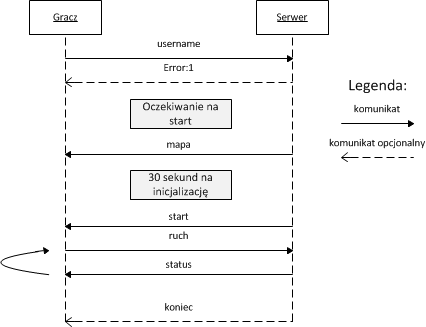 Gracz
Serwer
username
Error:1
Oczekiwanie na
start
mapa
30 sekund na
inicjalizację
start
ruch
status
koniec
Legenda:
komunikat
komunikat opcjonalny